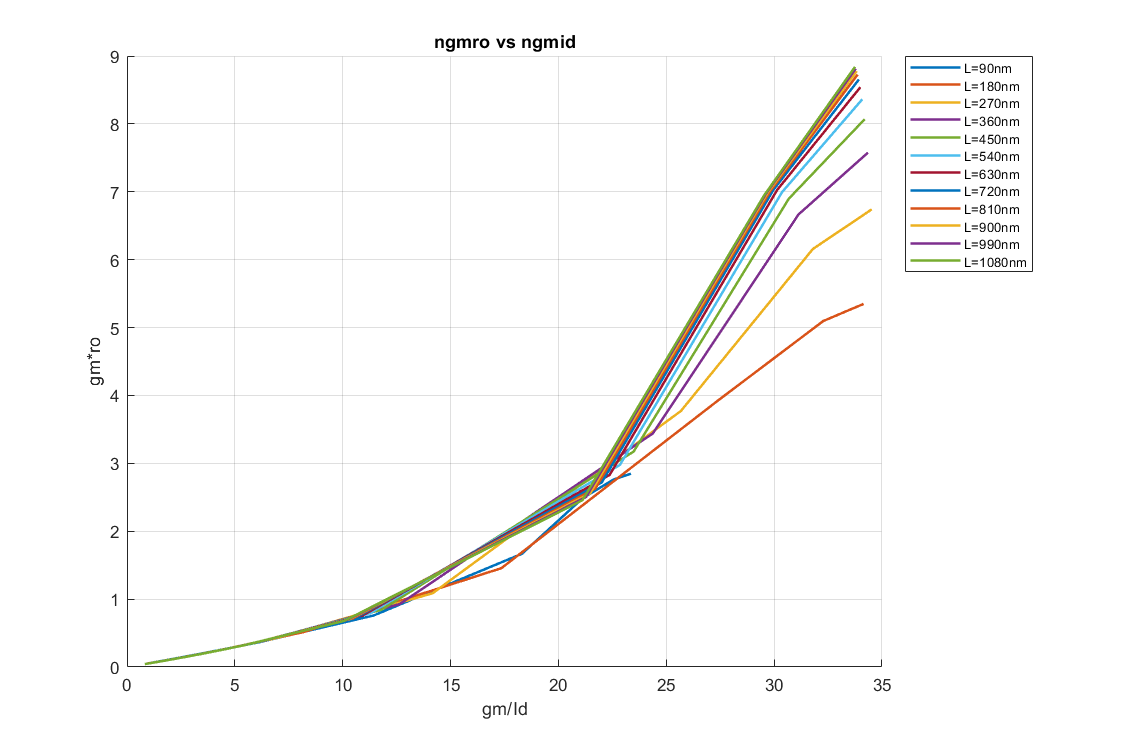 ngmro vs ngmid
9
8
7
6
5
4
3
2
1
0
gm*ro
0 5 10 15 20 25 30 35
gm/Id
L=90nm
L=180nm
L=270nm
L=360nm
L=450nm
L=540nm
L=630nm
L=720nm
L=810nm
L=900nm
L=990nm
L=1080nm